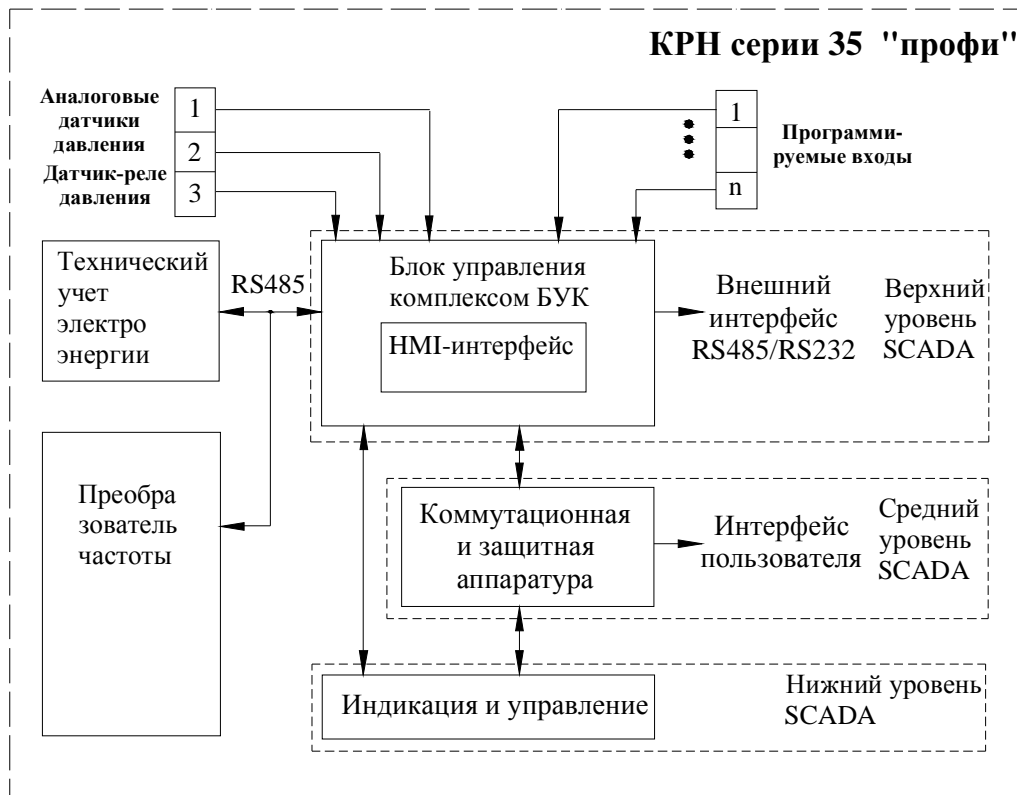 КРН серии 35 "профи"
Аналоговые
датчики
давления
Датчик-реле
давления
1
2
3
1
n
Программи-
руемые входы
Технический
учет
электро
энергии
RS485
Блок управления
комплексом БУК
HMI-интерфейс
Внешний
интерфейс
RS485/RS232
Верхний
уровень
SCADA
Преобра
зователь
частоты
Коммутационная
и защитная
аппаратура
Интерфейс
пользователя
Средний
уровень
SCADA
Индикация и управление
Нижний уровень
SCADA